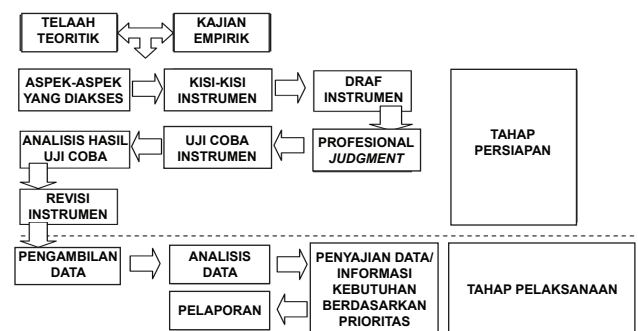 TELAAH
TEORITIK
KAJIAN
EMPIRIK
ASPEK-ASPEK
YANG DIAKSES
KISI-KISI
INSTRUMEN
DRAF
INSTRUMEN
ANALISIS HASIL
UJI COBA
UJI COBA
INSTRUMEN
PROFESIONAL
JUDGMENT
TAHAP
PERSIAPAN
REVISI
INSTRUMEN
PENGAMBILAN
DATA
ANALISIS
DATA
PENYAJIAN DATA/
INFORMASI
KEBUTUHAN
BERDASARKAN
PRIORITAS
PELAPORAN
TAHAP PELAKSANAAN